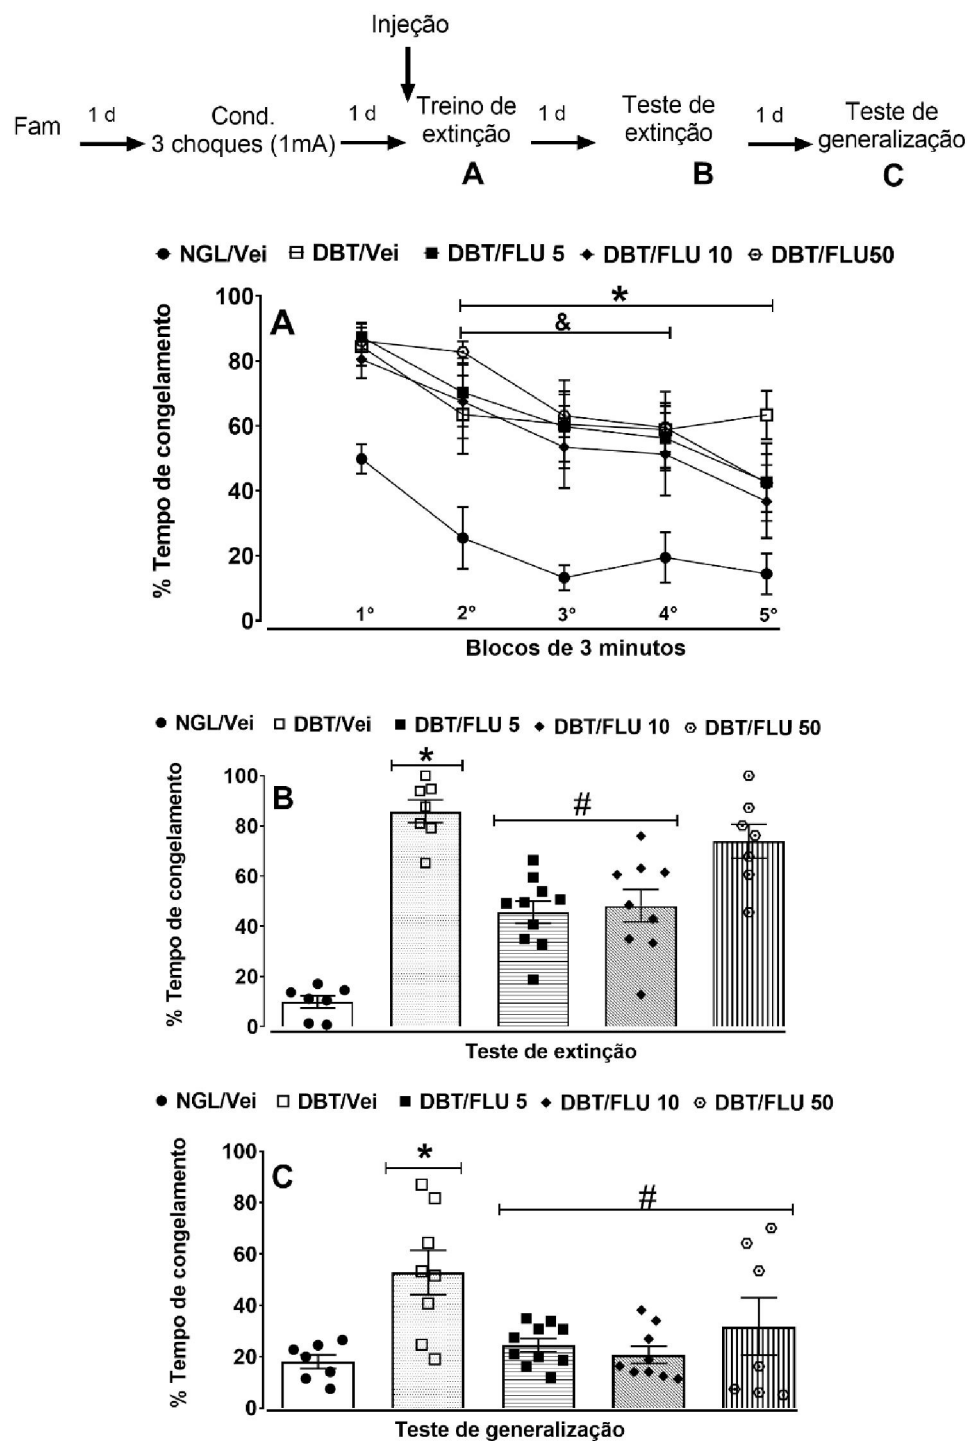 Injeção
Fam
1 d
Cond.
3 choques (1mA)
1 d
Treino de
extinção
A
1 d
Teste de
extinção
B
1 d
Teste de
generalização
C
NGL/Vei DBT/Vei DBT/FLU 5 DBT/FLU 10 DBT/FLU50
A
*
&
% Tempo de congelamento
100
80
60
40
20
0
1° 2° 3° 4° 5°
Blocos de 3 minutos
NGL/Vei DBT/Vei DBT/FLU 5 DBT/FLU 10 DBT/FLU 50
B
*
#
% Tempo de congelamento
100
80
60
40
20
0
Teste de extinção
NGL/Vei DBT/Vei DBT/FLU 5 DBT/FLU 10 DBT/FLU 50
C
*
#
% Tempo de congelamento
100
80
60
40
20
0
Teste de generalização